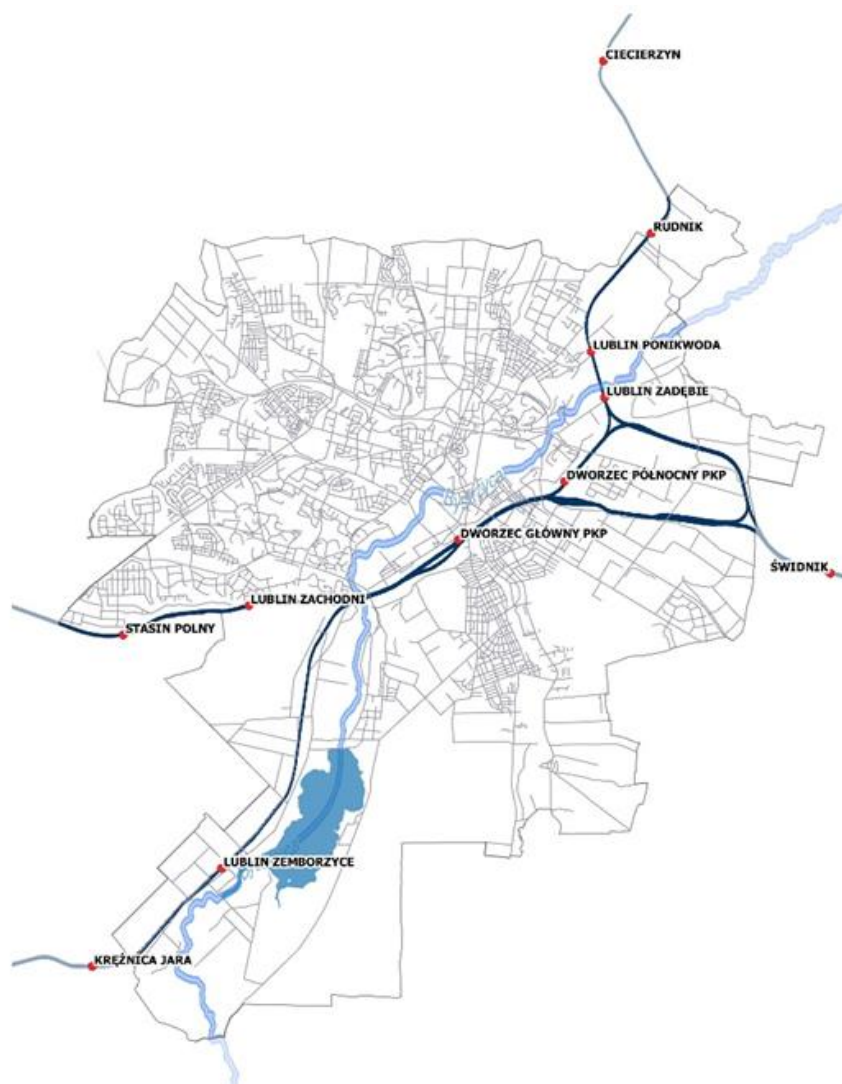 CIECIERZYN
RUDNIK
LUBLIN PONIKWODA
LUBLIN ZADĘBIE
DWORZEC PÓŁNOCNY PKP
Bystrzyca
DWORZEC GŁÓWNY PKP
ŚWIDNIK
LUBLIN ZACHODNI
STASIN POLNY
LUBLIN ZEMBORZYCE
KRĘŻNICA JARA